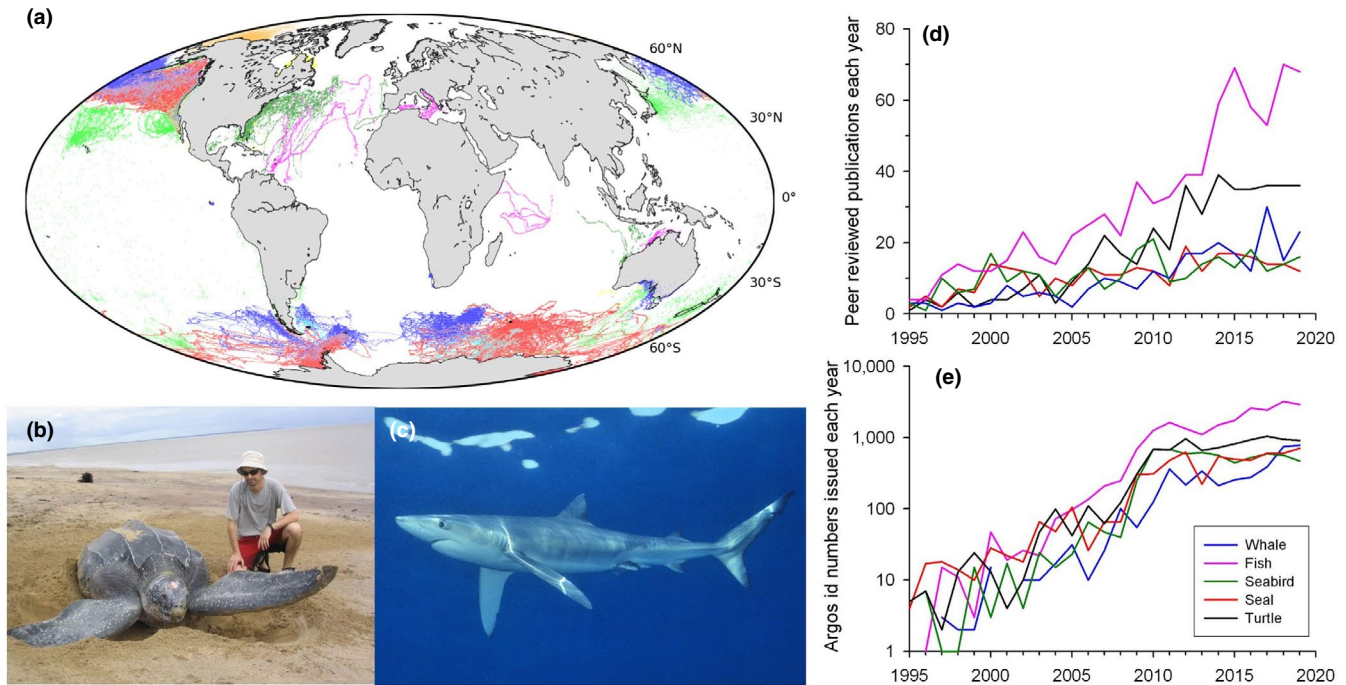 (a)
60°N
30°N
0°
30°S
60°S
(b)
(c)
(d)
Peer reviewed publications each year
80
60
40
20
0
1995
2000
2005
2010
2015
2020
(e)
Argos id numbers issued each year
10,000
1,000
100
10
1
Whale
Fish
Seabird
Seal
Turtle
1995
2000
2005
2010
2015
2020